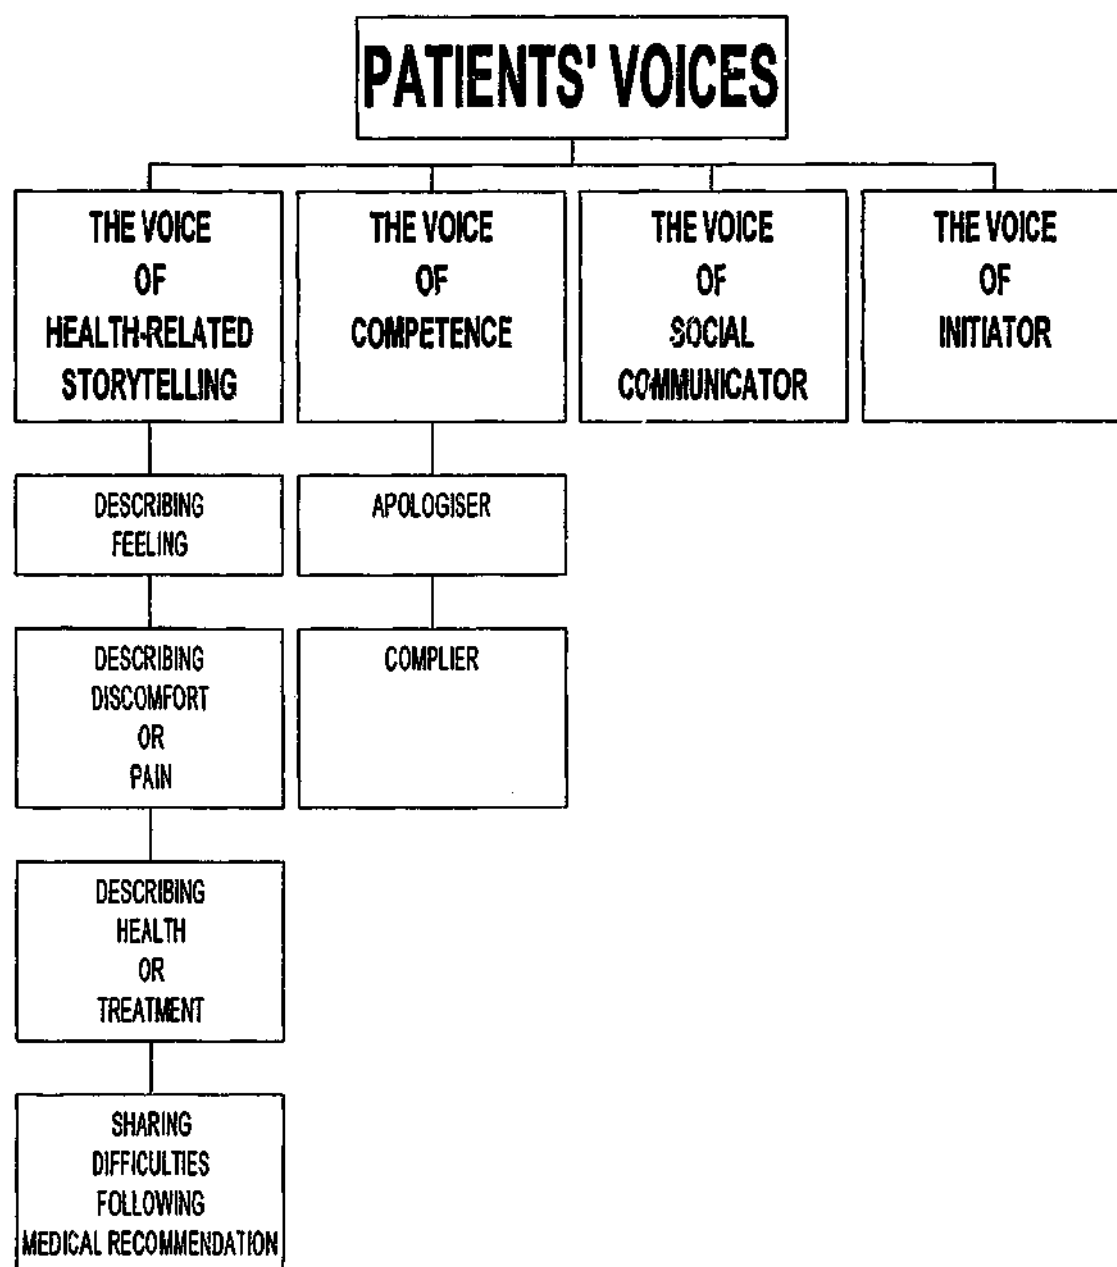 PATIENTS' VOICES
THE VOICE
OF
HEALTH-RELATED
STORYTELLING
THE VOICE
OF
COMPETENCE
THE VOICE
OF
SOCIAL
COMMUNICATOR
THE VOICE
OF
INITIATOR
DESCRIBING
FEELING
APOLOGISER
DESCRIBING
DISCOMFORT
OR
PAIN
COMPLIER
DESCRIBING
HEALTH
OR
TREATMENT
SHARING
DIFFICULTIES
FOLLOWING
MEDICAL RECOMMENDATION